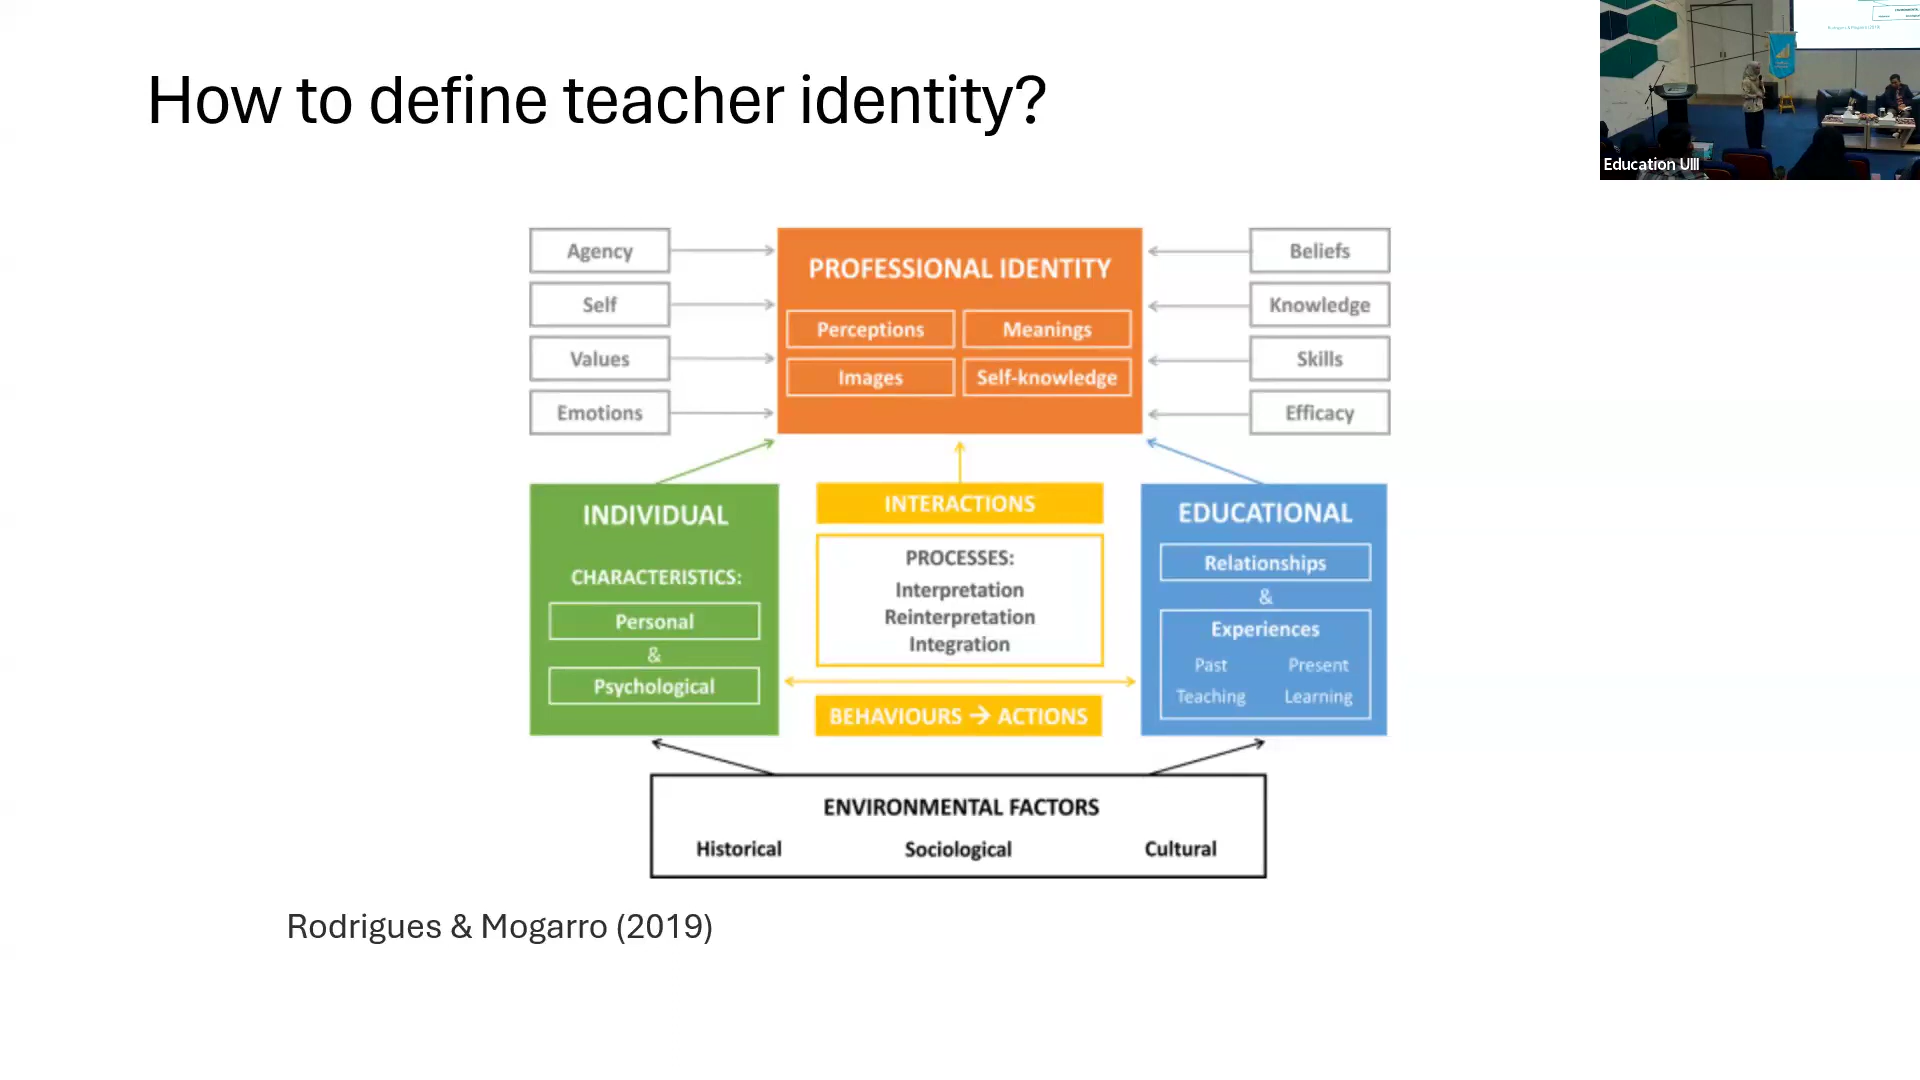 How to define teacher identity?
Education UIII
Agency
Self
Values
Emotions
PROFESSIONAL IDENTITY
Perceptions Meanings
Images Self-knowledge
Beliefs
Knowledge
Skills
Efficacy
INDIVIDUAL
CHARACTERISTICS:
Personal
&
Psychological
INTERACTIONS
PROCESSES:
Interpretation
Reinterpretation
Integration
BEHAVIOURS → ACTIONS
EDUCATIONAL
Relationships
&
Experiences
Past Present
Teaching Learning
ENVIRONMENTAL FACTORS
Historical Sociological Cultural
Rodrigues & Mogarro (2019)